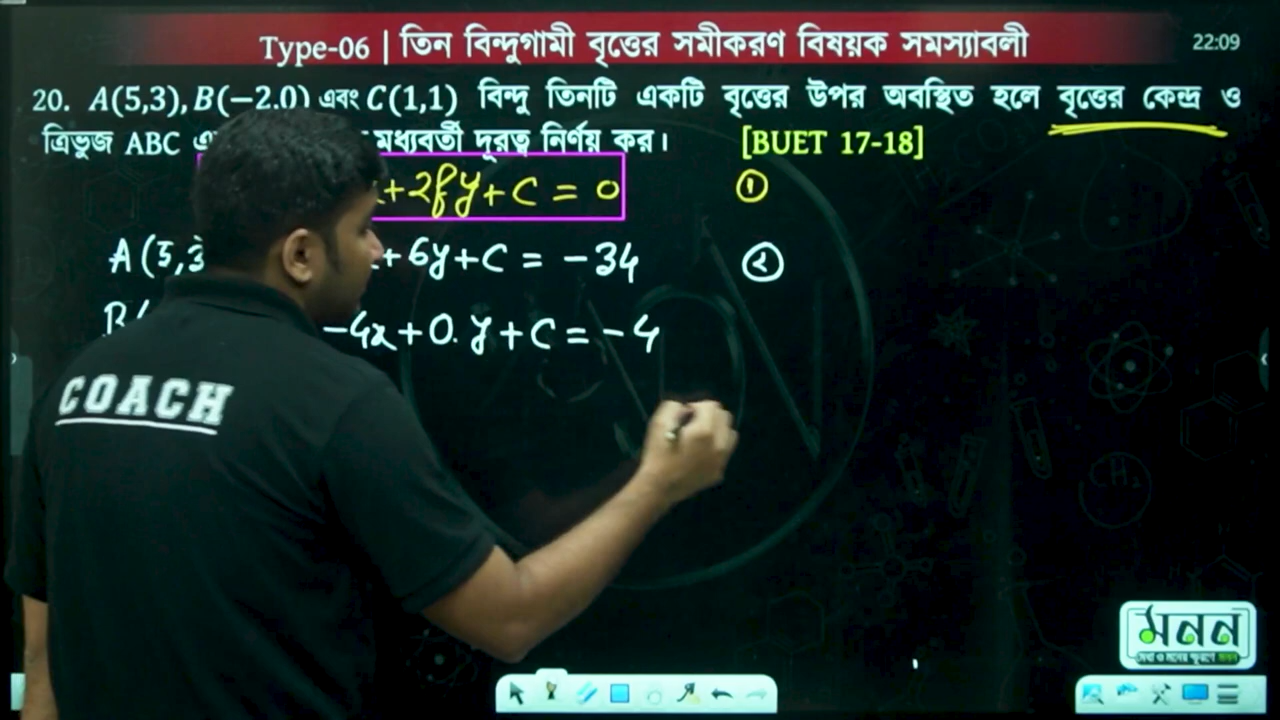 Type-06 | তিন বিন্দুগামী বৃত্তের সমীকরণ বিষয়ক সমস্যাবলী
22:09
20. A(5,3), B(−2.0) এবং C(1,1) বিন্দু তিনটি একটি বৃত্তের উপর অবস্থিত হলে বৃত্তের কেন্দ্র ও
ত্রিভুজ ABC মধ্যবর্তী দূরত্ব নির্ণয় কর। [BUET 17-18]
+2fy+C = 0 ①
A(5,3 +6y+C = −34 ②
B( −4x+0.y+C = −4
COACH
CH₃
মনন